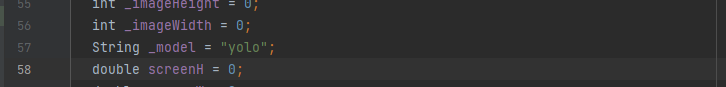 55 int _imageHeight = 0;
56 int _imageWidth = 0;
57 String _model = "yolo";
58 double screenH = 0;